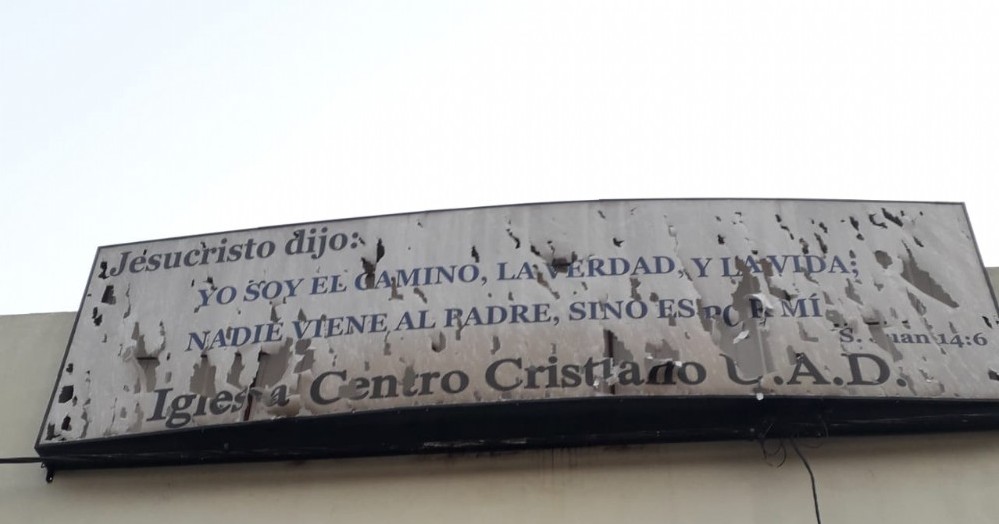 Jesucristo dijo:
YO SOY EL CAMINO, LA VERDAD, Y LA VIDA;
NADIE VIENE AL PADRE, SINO ES POR MÍ
S. Juan 14:6
Iglesia Centro Cristiano U.A.D.